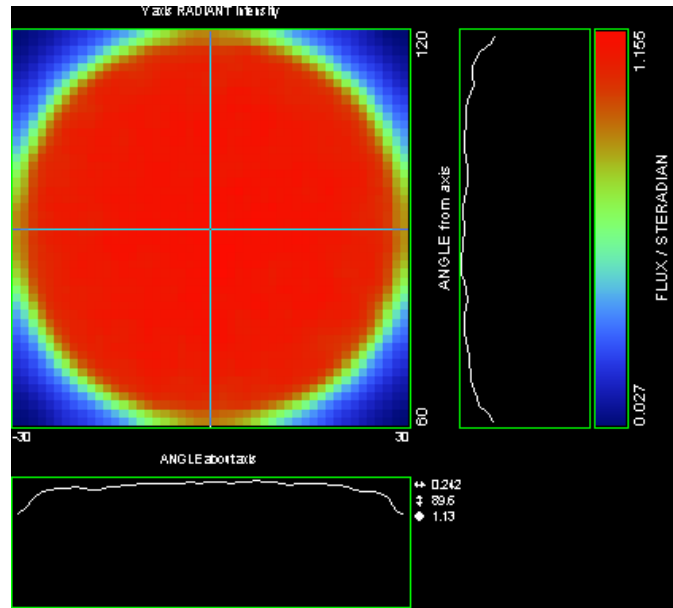 Y axis RADIANT Intensity
120
ANGLE from axis
60
1.155
FLUX / STERADIAN
0.027
-30
30
ANGLE about axis
0.242
89.6
1.13